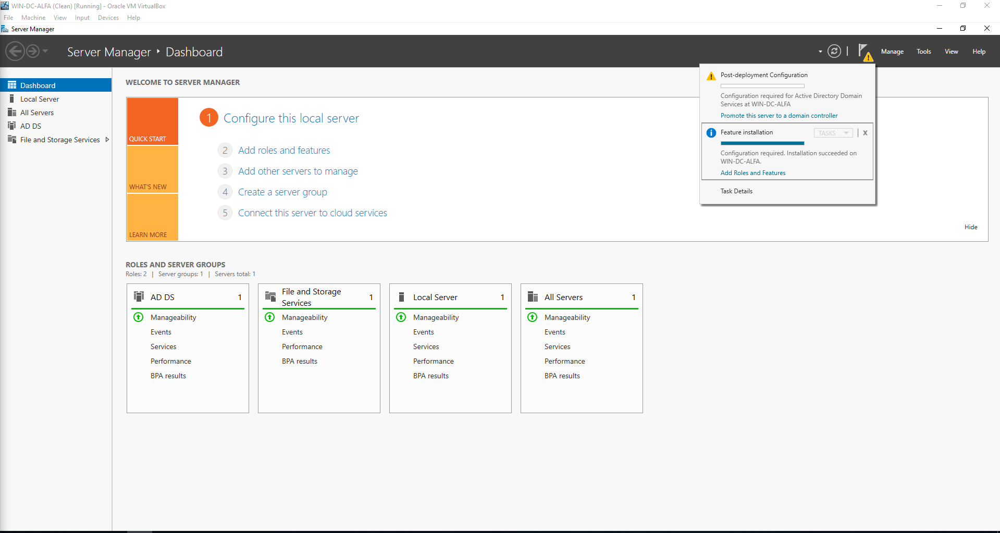 WIN-DC-ALFA (Clean) [Running] - Oracle VM VirtualBox
File Machine View Input Devices Help
Server Manager
Server Manager ‣ Dashboard
Manage Tools View Help
Dashboard
Local Server
All Servers
AD DS
File and Storage Services
WELCOME TO SERVER MANAGER
QUICK START
WHAT'S NEW
LEARN MORE
1 Configure this local server
2 Add roles and features
3 Add other servers to manage
4 Create a server group
5 Connect this server to cloud services
Hide
Post-deployment Configuration
Configuration required for Active Directory Domain
Services at WIN-DC-ALFA
Promote this server to a domain controller
Feature installation
TASKS
X
Configuration required. Installation succeeded on
WIN-DC-ALFA.
Add Roles and Features
Task Details
ROLES AND SERVER GROUPS
Roles: 2 | Server groups: 1 | Servers total: 1
AD DS 1
Manageability
Events
Services
Performance
BPA results
File and Storage
Services
1
Manageability
Events
Performance
BPA results
Local Server 1
Manageability
Events
Services
Performance
BPA results
All Servers 1
Manageability
Events
Services
Performance
BPA results